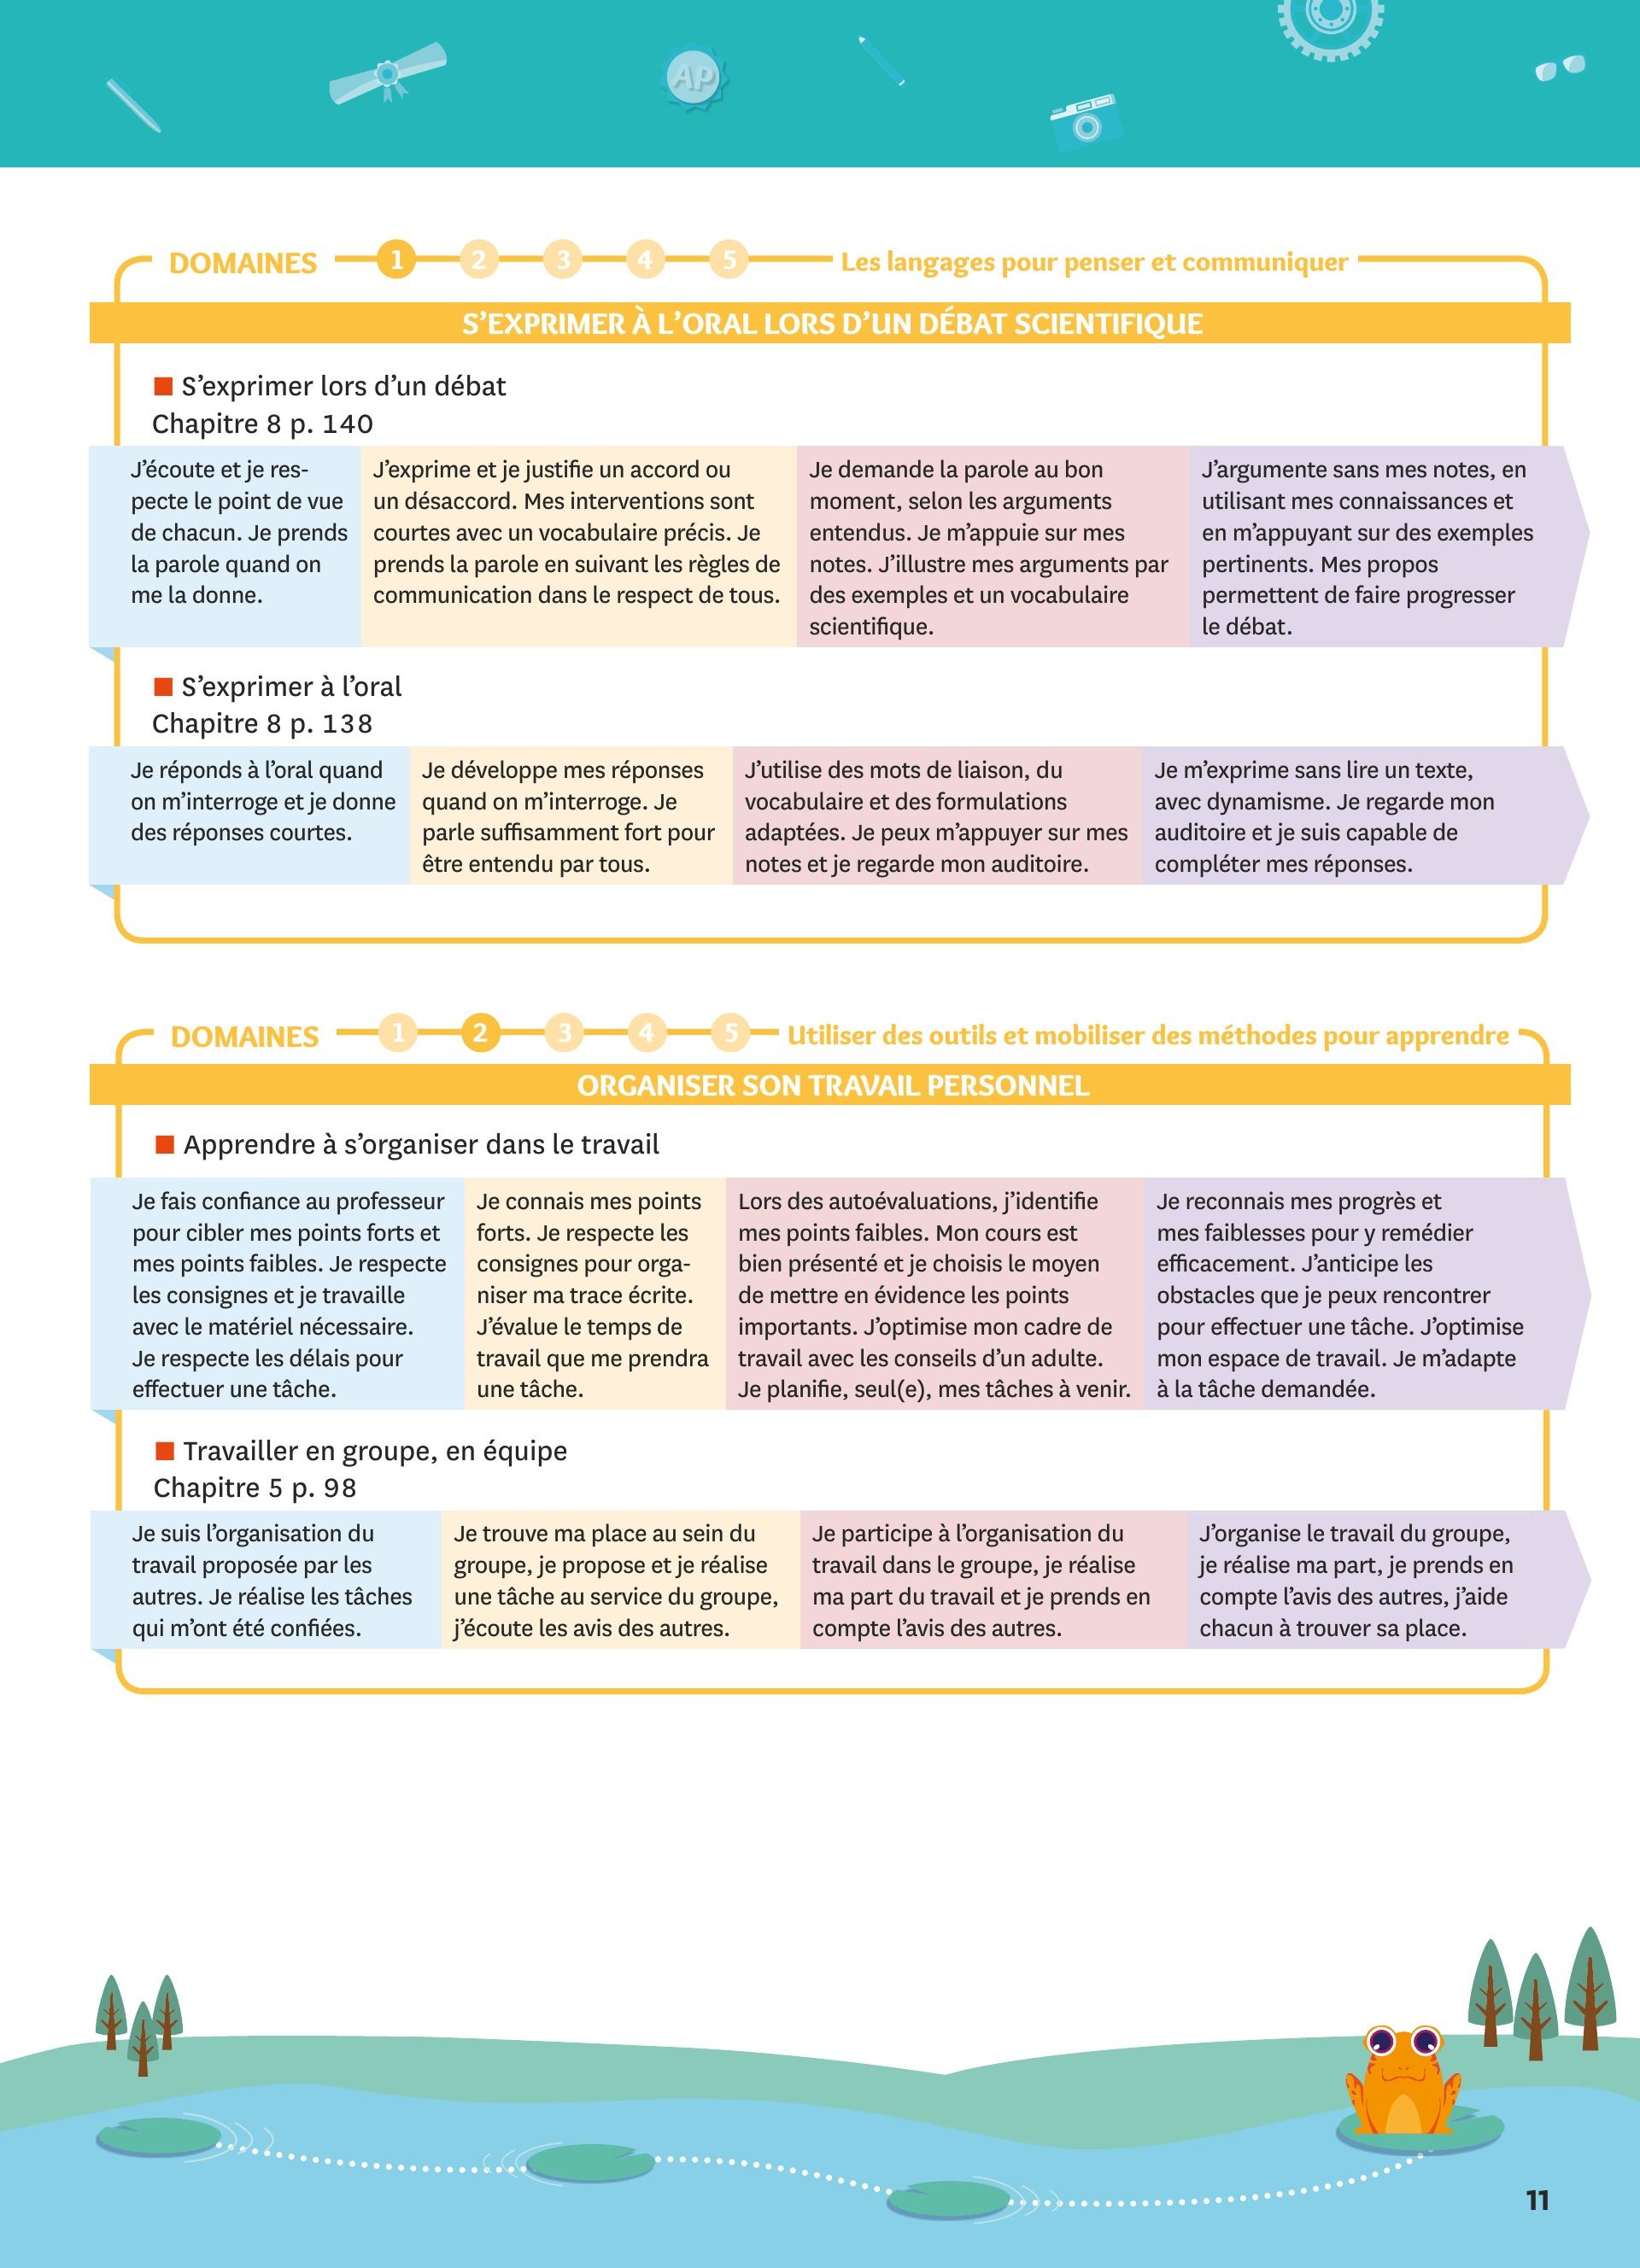 AP
DOMAINES 1 2 3 4 5 Les langages pour penser et communiquer
S'EXPRIMER À L'ORAL LORS D'UN DÉBAT SCIENTIFIQUE
■ S'exprimer lors d'un débat
Chapitre 8 p. 140
J'écoute et je res-
pecte le point de vue
de chacun. Je prends
la parole quand on
me la donne.
J'exprime et je justifie un accord ou
un désaccord. Mes interventions sont
courtes avec un vocabulaire précis. Je
prends la parole en suivant les règles de
communication dans le respect de tous.
Je demande la parole au bon
moment, selon les arguments
entendus. Je m'appuie sur mes
notes. J'illustre mes arguments par
des exemples et un vocabulaire
scientifique.
J'argumente sans mes notes, en
utilisant mes connaissances et
en m'appuyant sur des exemples
pertinents. Mes propos
permettent de faire progresser
le débat.
■ S'exprimer à l'oral
Chapitre 8 p. 138
Je réponds à l'oral quand
on m'interroge et je donne
des réponses courtes.
Je développe mes réponses
quand on m'interroge. Je
parle suffisamment fort pour
être entendu par tous.
J'utilise des mots de liaison, du
vocabulaire et des formulations
adaptées. Je peux m'appuyer sur mes
notes et je regarde mon auditoire.
Je m'exprime sans lire un texte,
avec dynamisme. Je regarde mon
auditoire et je suis capable de
compléter mes réponses.
DOMAINES 1 2 3 4 5 Utiliser des outils et mobiliser des méthodes pour apprendre
ORGANISER SON TRAVAIL PERSONNEL
■ Apprendre à s'organiser dans le travail
Je fais confiance au professeur
pour cibler mes points forts et
mes points faibles. Je respecte
les consignes et je travaille
avec le matériel nécessaire.
Je respecte les délais pour
effectuer une tâche.
Je connais mes points
forts. Je respecte les
consignes pour orga-
niser ma trace écrite.
J'évalue le temps de
travail que me prendra
une tâche.
Lors des autoévaluations, j'identifie
mes points faibles. Mon cours est
bien présenté et je choisis le moyen
de mettre en évidence les points
importants. J'optimise mon cadre de
travail avec les conseils d'un adulte.
Je planifie, seul(e), mes tâches à venir.
Je reconnais mes progrès et
mes faiblesses pour y remédier
efficacement. J'anticipe les
obstacles que je peux rencontrer
pour effectuer une tâche. J'optimise
mon espace de travail. Je m'adapte
à la tâche demandée.
■ Travailler en groupe, en équipe
Chapitre 5 p. 98
Je suis l'organisation du
travail proposée par les
autres. Je réalise les tâches
qui m'ont été confiées.
Je trouve ma place au sein du
groupe, je propose et je réalise
une tâche au service du groupe,
j'écoute les avis des autres.
Je participe à l'organisation du
travail dans le groupe, je réalise
ma part du travail et je prends en
compte l'avis des autres.
J'organise le travail du groupe,
je réalise ma part, je prends en
compte l'avis des autres, j'aide
chacun à trouver sa place.
11